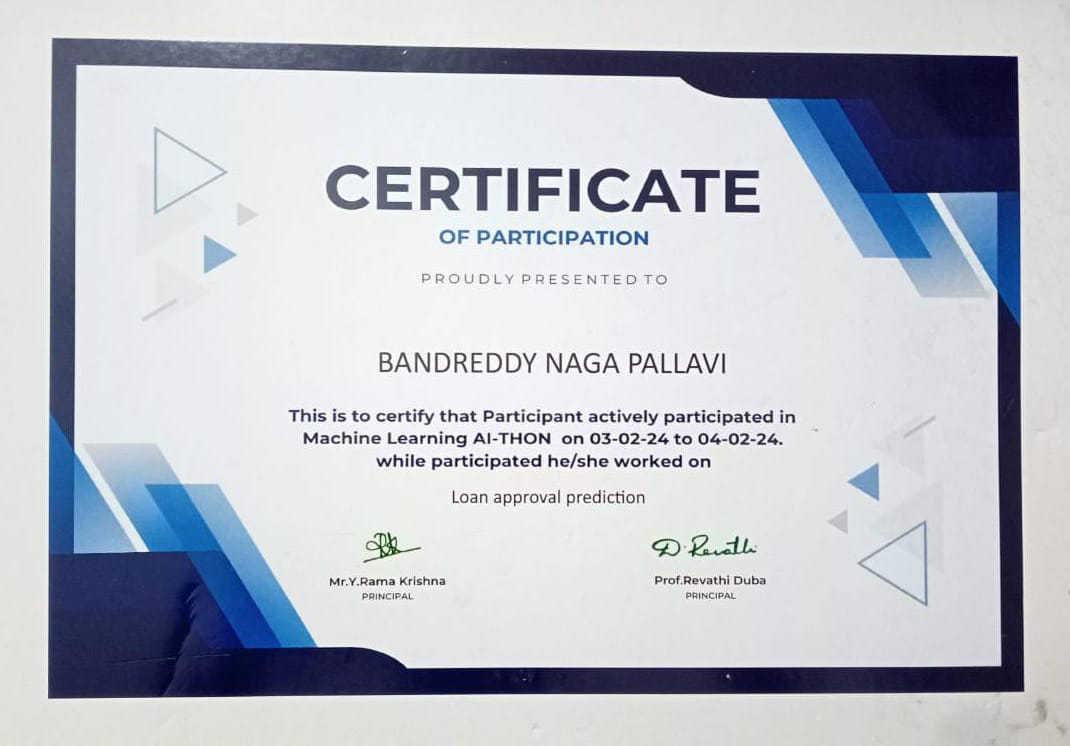 CERTIFICATE
OF PARTICIPATION
PROUDLY PRESENTED TO
BANDREDDY NAGA PALLAVI
This is to certify that Participant actively participated in
Machine Learning AI-THON on 03-02-24 to 04-02-24.
while participated he/she worked on
Loan approval prediction
D. Revathi
Mr.Y.Rama Krishna
PRINCIPAL
Prof.Revathi Duba
PRINCIPAL